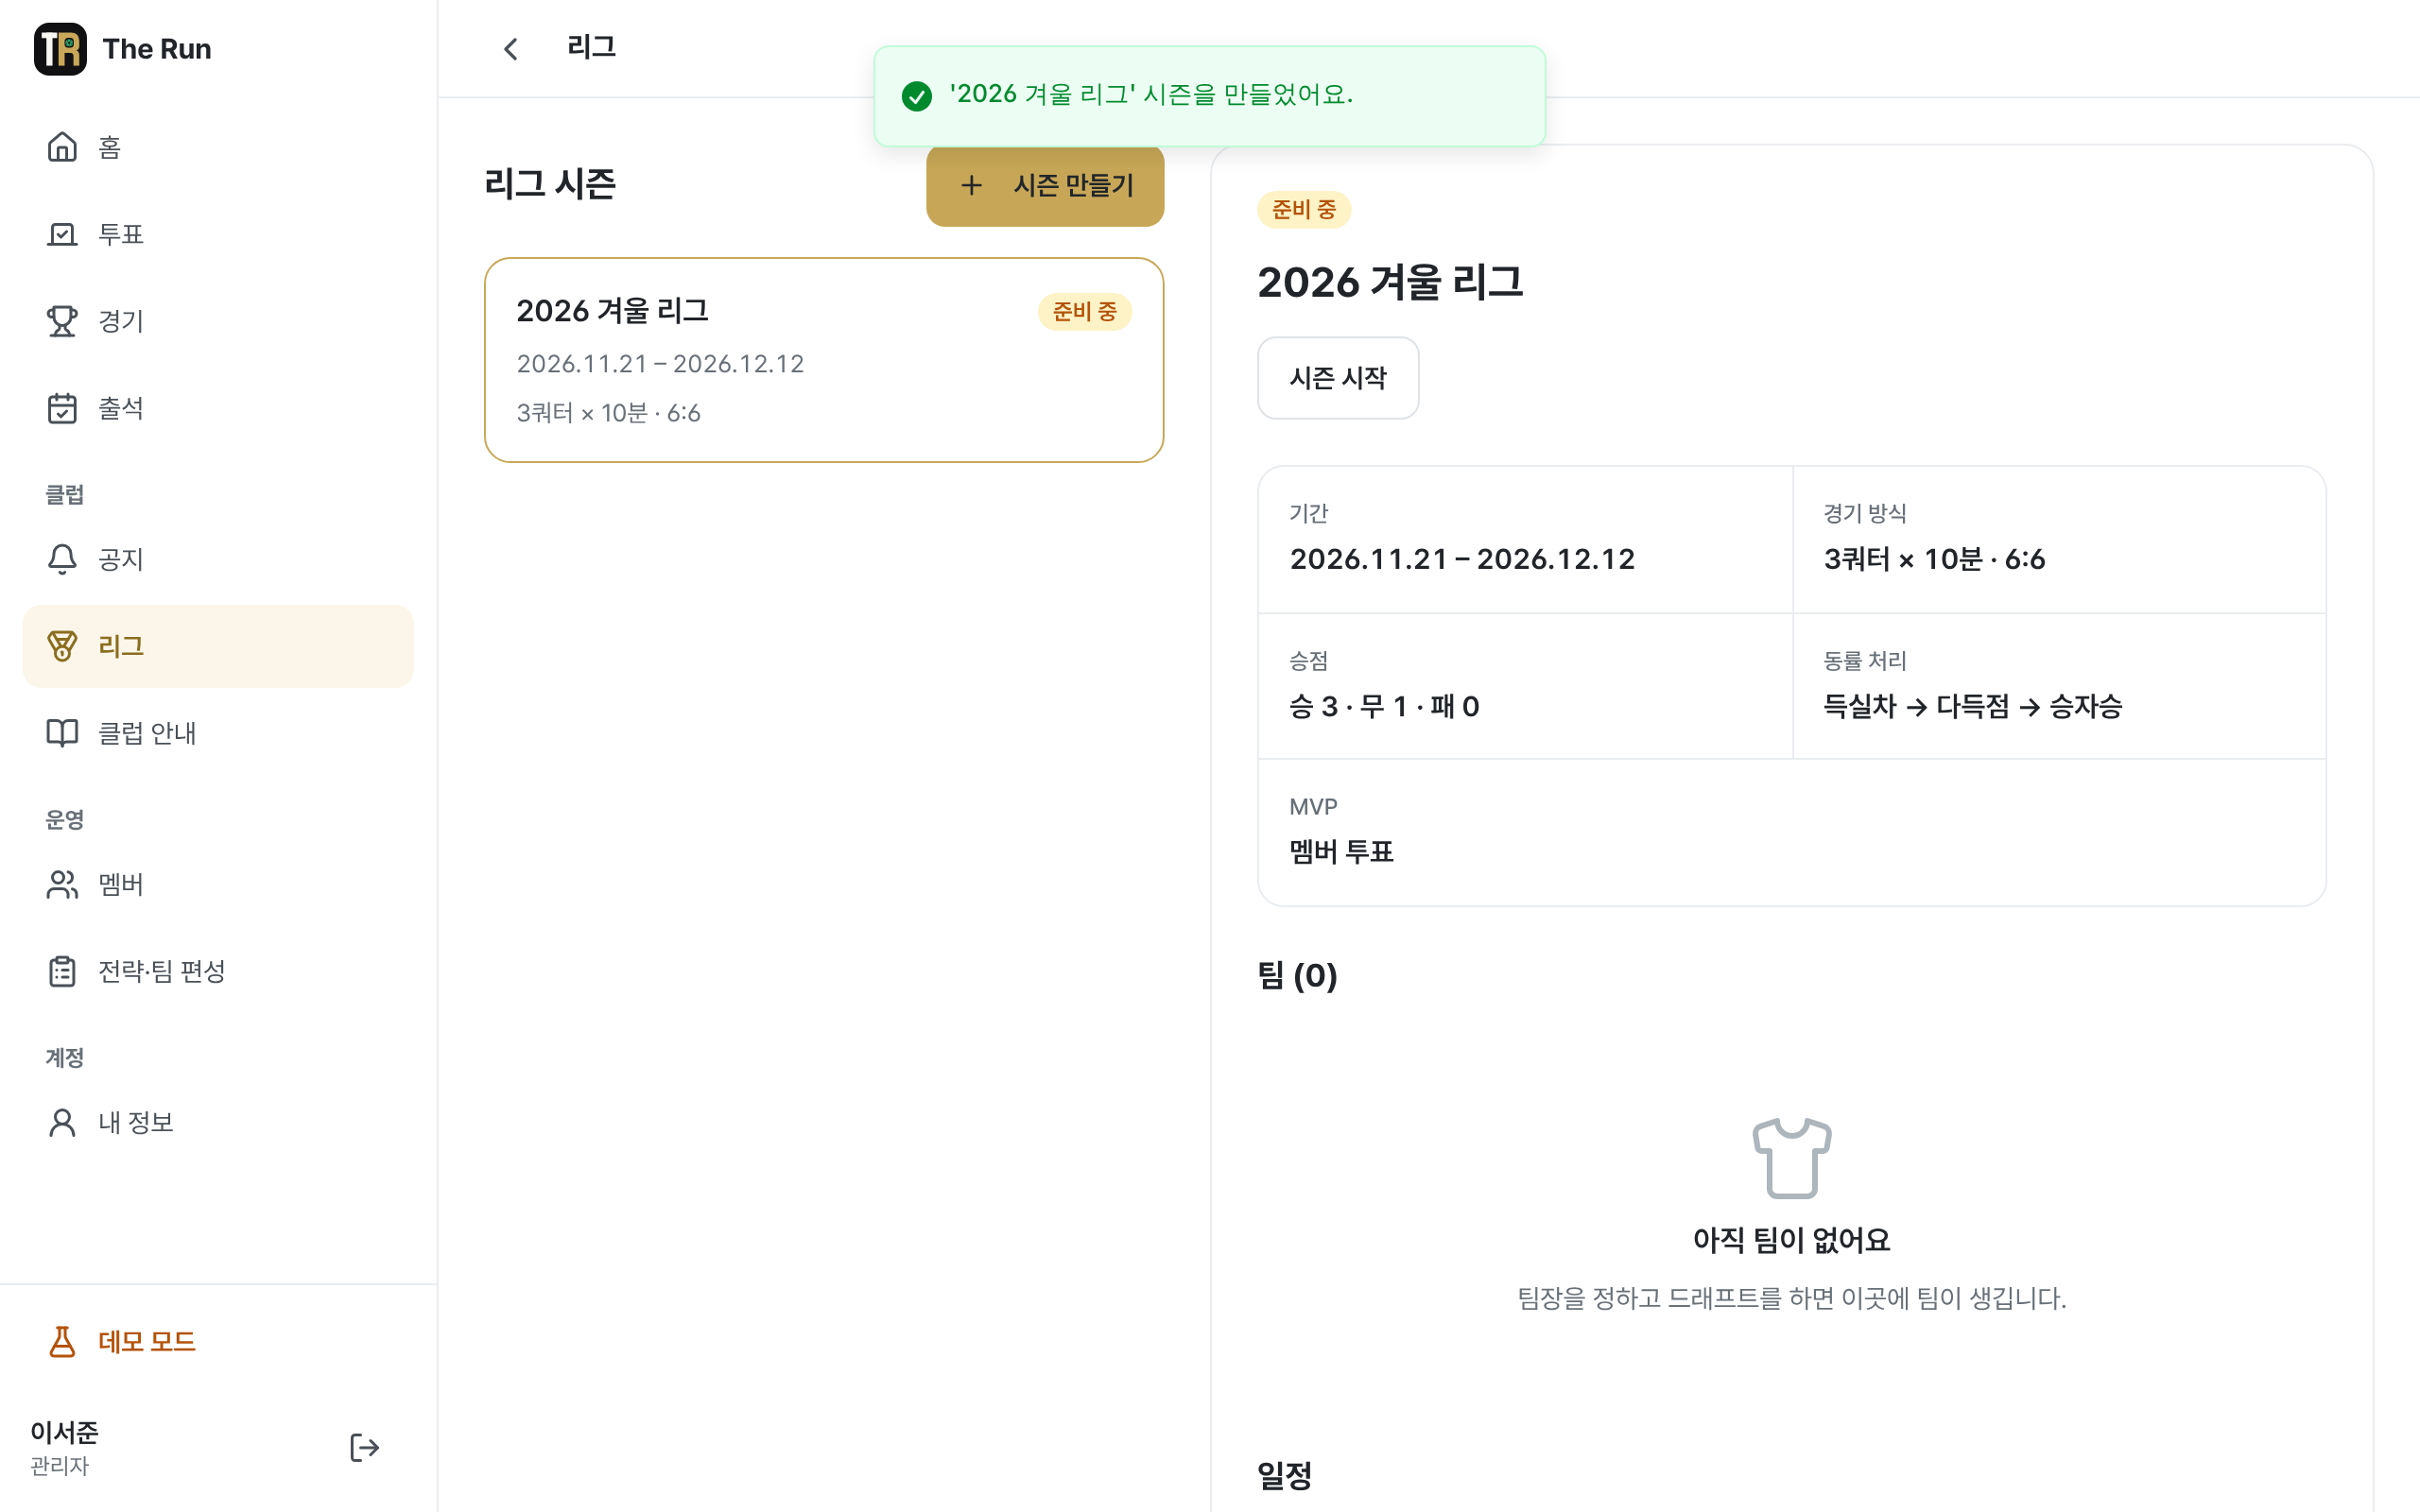 The Run
홈
투표
경기
출석
클럽
공지
리그
클럽 안내
운영
멤버
전략·팀 편성
계정
내 정보
데모 모드
이서준
관리자
리그
'2026 겨울 리그' 시즌을 만들었어요.
리그 시즌
시즌 만들기
2026 겨울 리그
준비 중
2026.11.21 – 2026.12.12
3쿼터 × 10분 · 6:6
준비 중
2026 겨울 리그
시즌 시작
기간
2026.11.21 – 2026.12.12
경기 방식
3쿼터 × 10분 · 6:6
승점
승 3 · 무 1 · 패 0
동률 처리
득실차 → 다득점 → 승자승
MVP
멤버 투표
팀 (0)
아직 팀이 없어요
팀장을 정하고 드래프트를 하면 이곳에 팀이 생깁니다.
일정